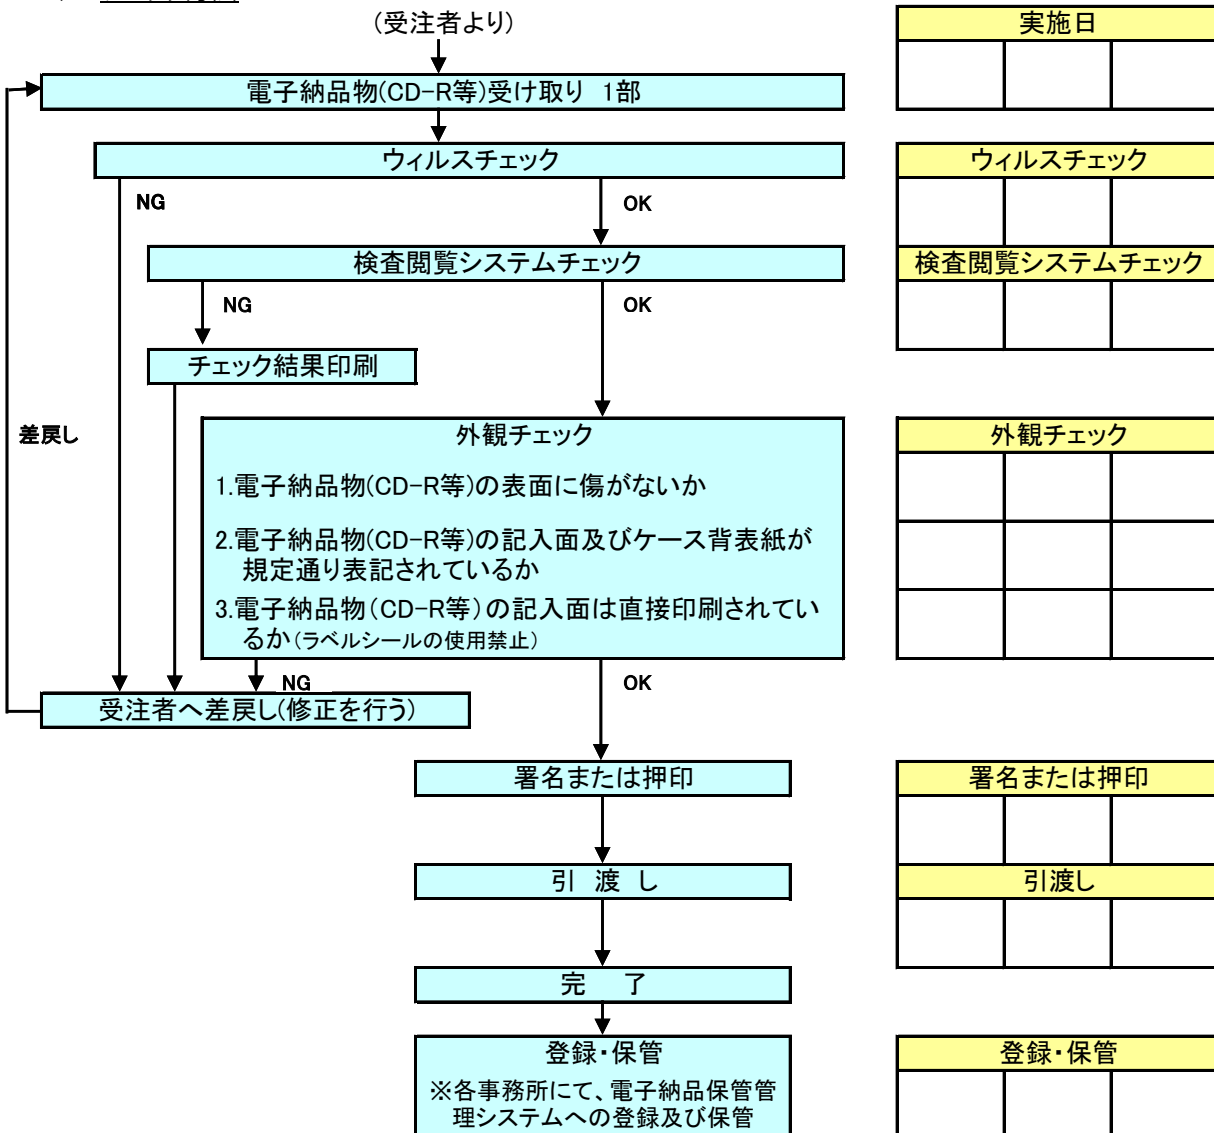 (受注者より)
実施日
電子納品物(CD-R等)受け取り 1部
ウィルスチェック
ウィルスチェック
NG
OK
検査閲覧システムチェック
検査閲覧システムチェック
NG
OK
チェック結果印刷
差戻し
外観チェック
外観チェック
1.電子納品物(CD-R等)の表面に傷がないか
2.電子納品物(CD-R等)の記入面及びケース背表紙が
規定通り表記されているか
3.電子納品物(CD-R等)の記入面は直接印刷されてい
るか(ラベルシールの使用禁止)
NG
OK
受注者へ差戻し(修正を行う)
署名または押印
署名または押印
引 渡 し
引渡し
完 了
登録・保管
登録・保管
※各事務所にて、電子納品保管管
理システムへの登録及び保管